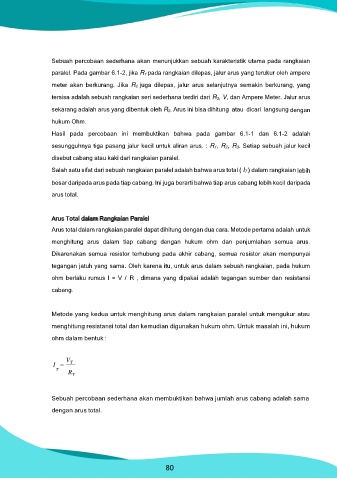 Sebuah percobaan sederhana akan menunjukkan sebuah karakteristik utama pada rangkaian
paralel. Pada gambar 6.1-2, jika R₁ pada rangkaian dilepas, jalur arus yang terukur oleh ampere
meter akan berkurang. Jika R₂ juga dilepas, jalur arus selanjutnya semakin berkurang, yang
tersisa adalah sebuah rangkaian seri sederhana terdiri dari R₃, V, dan Ampere Meter. Jalur arus
sekarang adalah arus yang dibentuk oleh R₃. Arus ini bisa dihitung atau dicari langsung dengan
hukum Ohm.
Hasil pada percobaan ini membuktikan bahwa pada gambar 6.1-1 dan 6.1-2 adalah
sesungguhnya tiga pasang jalur kecil untuk aliran arus. : R₁, R₂, R₃. Setiap sebuah jalur kecil
disebut cabang atau kaki dari rangkaian paralel.
Salah satu sifat dari sebuah rangkaian paralel adalah bahwa arus total ( Iₜ ) dalam rangkaian lebih
besar daripada arus pada tiap cabang. Ini juga berarti bahwa tiap arus cabang lebih kecil daripada
arus total.
Arus Total dalam Rangkaian Paralel
Arus total dalam rangkaian paralel dapat dihitung dengan dua cara. Metode pertama adalah untuk
menghitung arus dalam tiap cabang dengan hukum ohm dan penjumlahan semua arus.
Dikarenakan semua resistor terhubung pada akhir cabang, semua resistor akan mempunyai
tegangan jatuh yang sama. Oleh karena itu, untuk arus dalam sebuah rangkaian, pada hukum
ohm berlaku rumus I = V / R , dimana yang dipakai adalah tegangan sumber dan resistansi
cabang.
Metode yang kedua untuk menghitung arus dalam rangkaian paralel untuk mengukur atau
menghitung resistansi total dan kemudian digunakan hukum ohm. Untuk masalah ini, hukum
ohm dalam bentuk :
I_T = V_T / R_T
Sebuah percobaan sederhana akan membuktikan bahwa jumlah arus cabang adalah sama
dengan arus total.
80